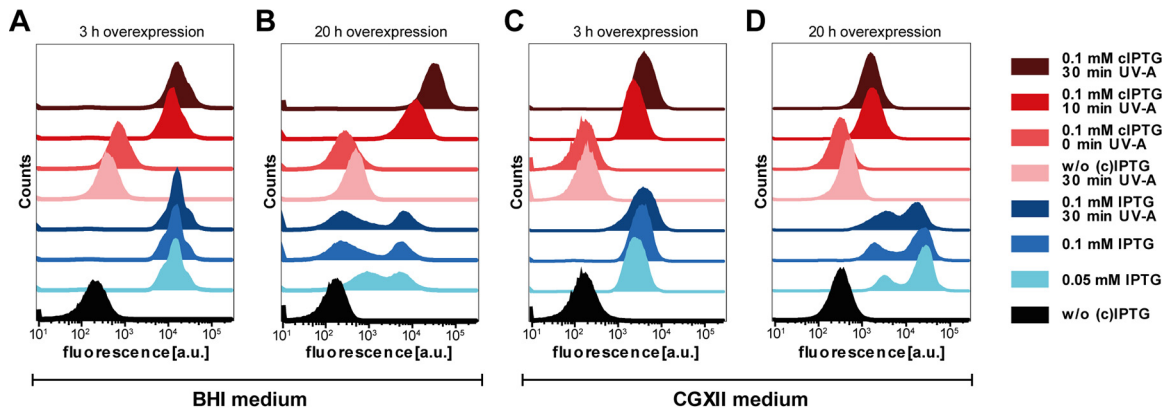 A
3 h overexpression
B
20 h overexpression
C
3 h overexpression
D
20 h overexpression
Counts
Counts
Counts
Counts
10¹ 10² 10³ 10⁴ 10⁵
10¹ 10² 10³ 10⁴ 10⁵
10¹ 10² 10³ 10⁴ 10⁵
10¹ 10² 10³ 10⁴ 10⁵
fluorescence [a.u.]
fluorescence [a.u.]
fluorescence [a.u.]
fluorescence [a.u.]
BHI medium
CGXII medium
0.1 mM cIPTG
30 min UV-A
0.1 mM cIPTG
10 min UV-A
0.1 mM cIPTG
0 min UV-A
w/o (c)IPTG
30 min UV-A
0.1 mM IPTG
30 min UV-A
0.1 mM IPTG
0.05 mM IPTG
w/o (c)IPTG